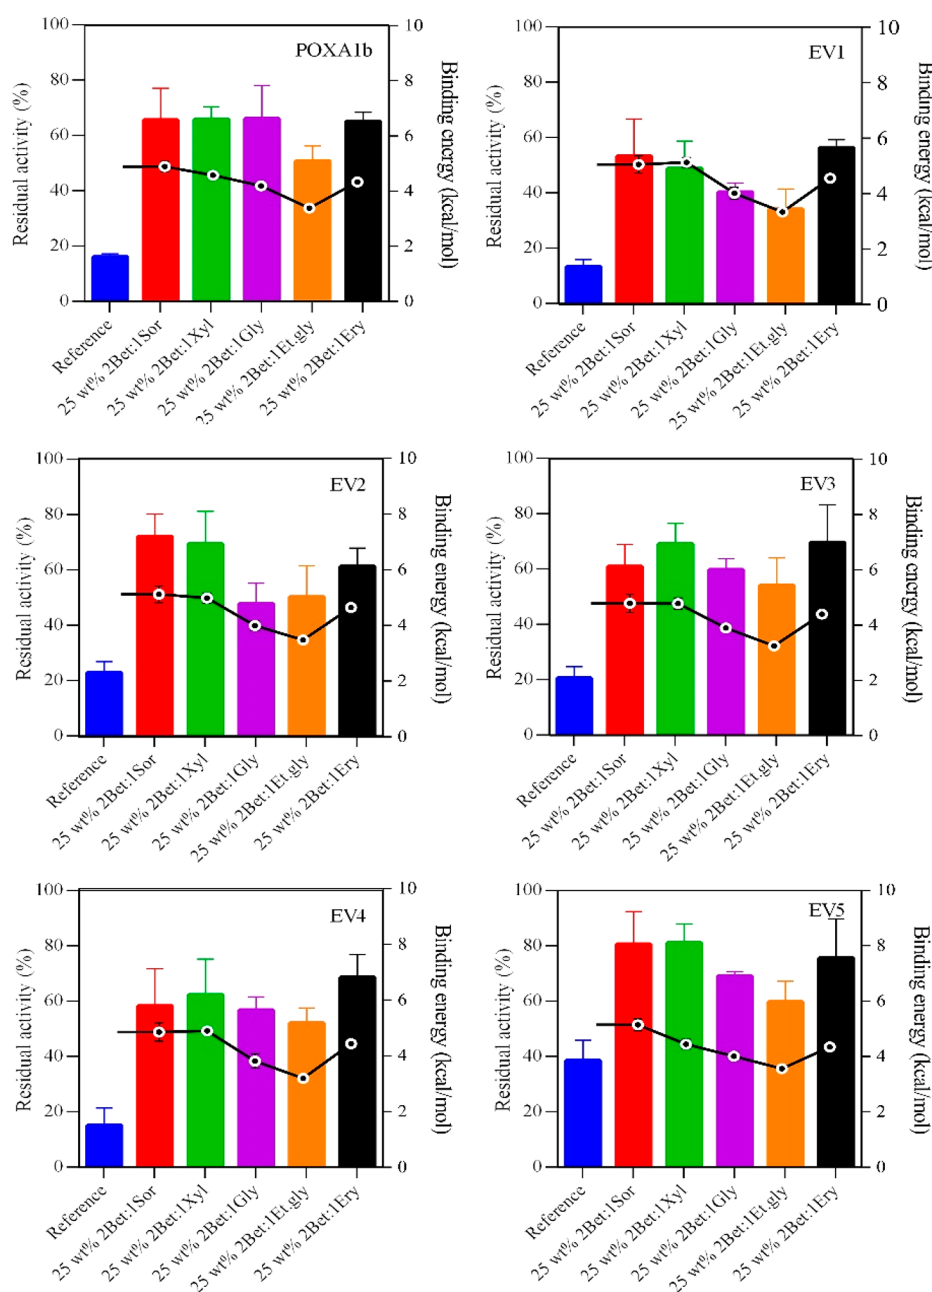 POXA1b
Residual activity (%)
100
80
60
40
20
0
10
8
6
4
2
0
Binding cncrgy (kcal/mol)
Reference
25 wt% 2Bet:1Sor
25 wt% 2Bet:1Xyl
25 wt% 2Bet:1Gly
25 wt% 2Bet:1Et.gly
25 wt% 2Bet:1Ery
EV1
Residual activity (%)
100
80
60
40
20
0
10
8
6
4
2
0
Binding energy (kcal/mol)
Reference
25 wt% 2Bet:1Sor
25 wt% 2Bet:1Xyl
25 wt% 2Bet:1Gly
25 wt% 2Bet:1Et.gly
25 wt% 2Bet:1Ery
EV2
Residual activity (%)
100
80
60
40
20
0
10
8
6
4
2
0
Binding energy (kcal/mol)
Reference
25 wt% 2Bet:1Sor
25 wt% 2Bet:1Xyl
25 wt% 2Bet:1Gly
25 wt% 2Bet:1Et.gly
25 wt% 2Bet:1Ery
EV3
Residual activity (%)
100
80
60
40
20
0
10
8
6
4
2
0
Binding energy (kcal/mol)
Reference
25 wt% 2Bet:1Sor
25 wt% 2Bet:1Xyl
25 wt% 2Bet:1Gly
25 wt% 2Bet:1Et.gly
25 wt% 2Bet:1Ery
EV4
Residual activity (%)
100
80
60
40
20
0
10
8
6
4
2
0
Binding energy (kcal/mol)
Reference
25 wt% 2Bet:1Sor
25 wt% 2Bet:1Xyl
25 wt% 2Bet:1Gly
25 wt% 2Bet:1Et.gly
25 wt% 2Bet:1Ery
EV5
Residual activity (%)
100
80
60
40
20
0
10
8
6
4
2
0
Binding energy (kcal/mol)
Reference
25 wt% 2Bet:1Sor
25 wt% 2Bet:1Xyl
25 wt% 2Bet:1Gly
25 wt% 2Bet:1Et.gly
25 wt% 2Bet:1Ery